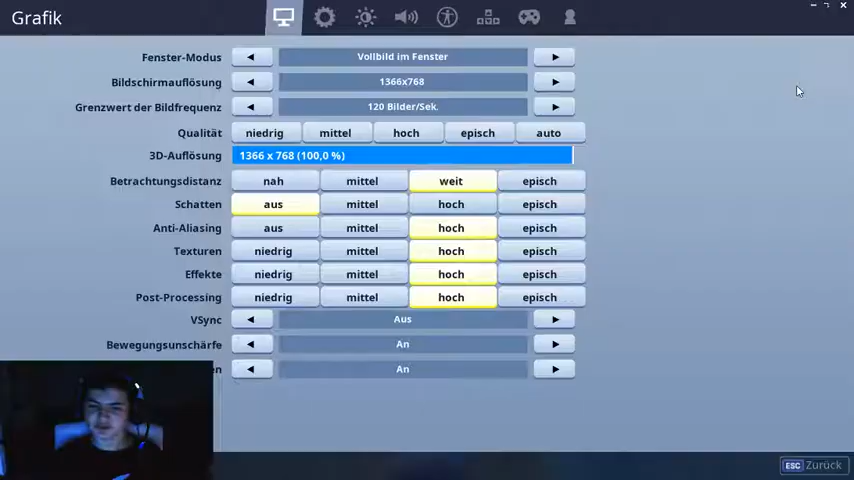 Grafik
Fenster-Modus Vollbild im Fenster
Bildschirmauflösung 1366x768
Grenzwert der Bildfrequenz 120 Bilder/Sek.
Qualität niedrig mittel hoch episch auto
3D-Auflösung 1366 x 768 (100,0 %)
Betrachtungsdistanz nah mittel weit episch
Schatten aus mittel hoch episch
Anti-Aliasing aus mittel hoch episch
Texturen niedrig mittel hoch episch
Effekte niedrig mittel hoch episch
Post-Processing niedrig mittel hoch episch
VSync Aus
Bewegungsunschärfe An
An
ESC Zurück